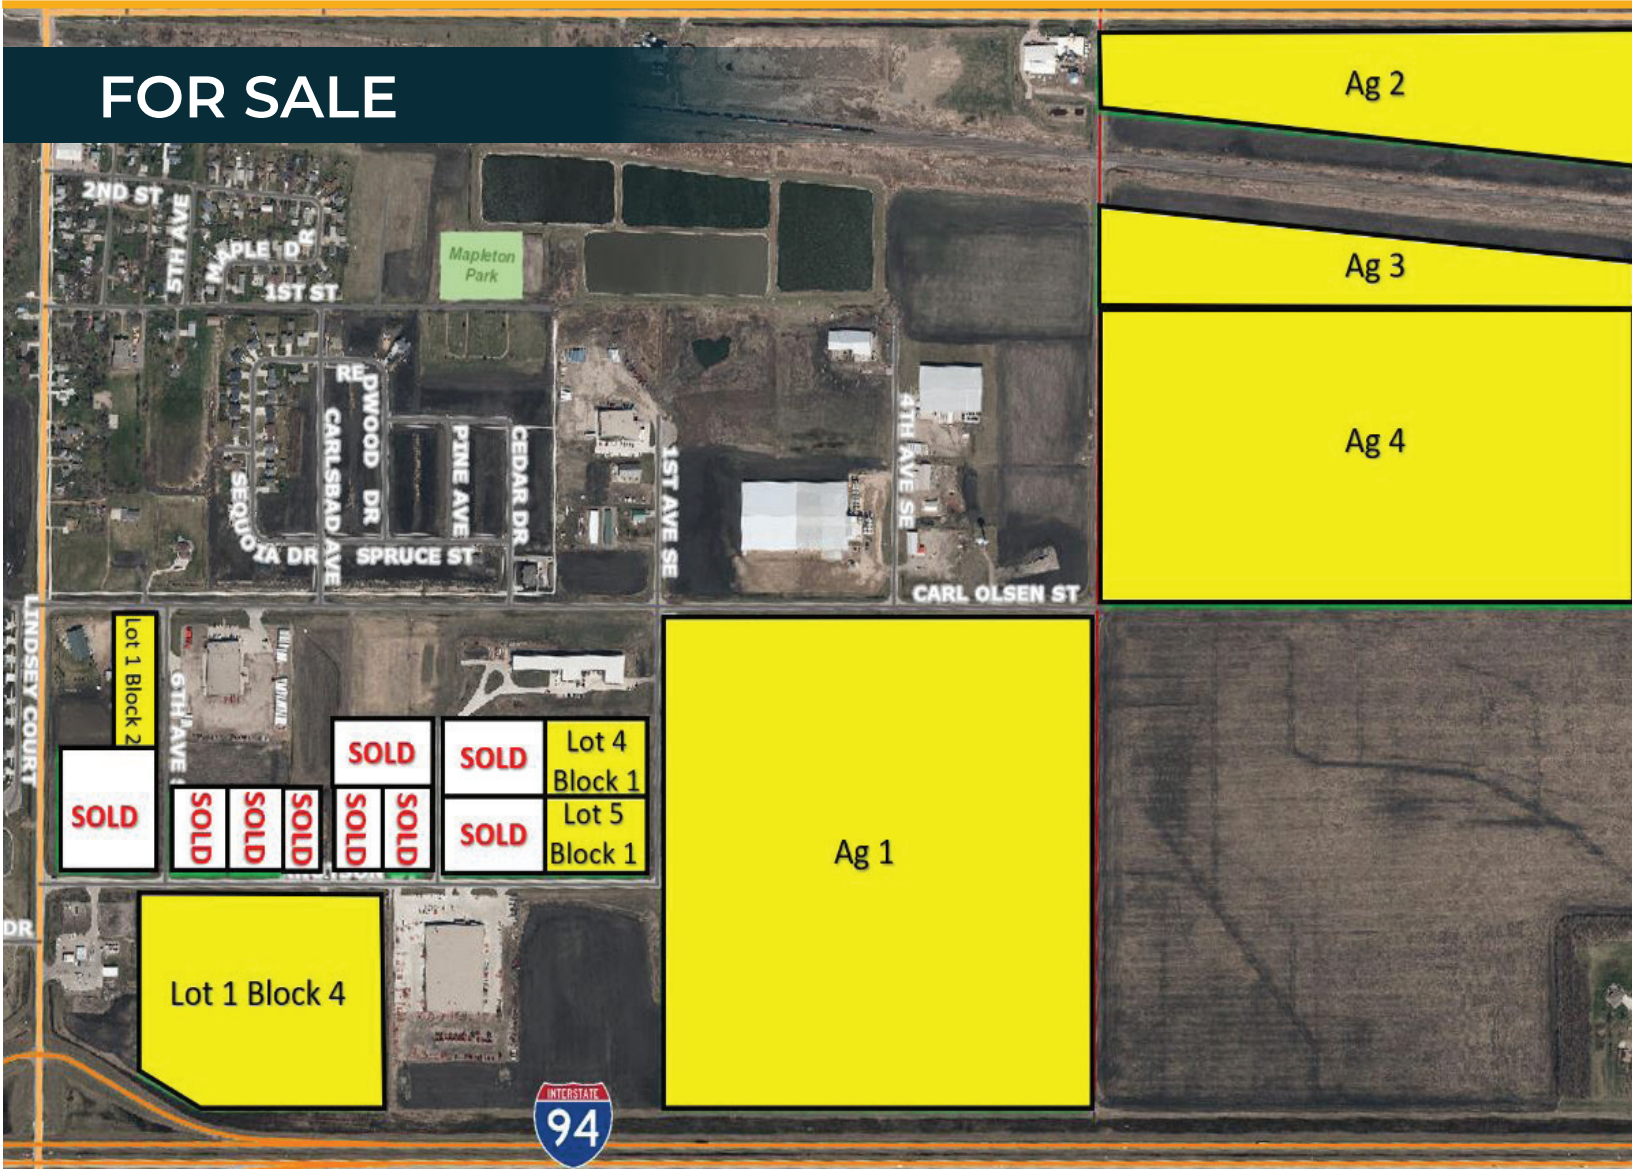 FOR SALE
Ag 2
2ND ST
5TH AVE
MAPLE DR
1ST ST
Mapleton
Park
Ag 3
REDWOOD DR
SEQUOIA DR
CARLSBAD AVE
PINE AVE
CEDAR DR
SPRUCE ST
1ST AVE SE
4TH AVE SE
CARL OLSEN ST
Ag 4
LINDSEY COURT
Lot 1 Block 2
6TH AVE
SOLD
SOLD
SOLD
SOLD
SOLD
SOLD
SOLD
SOLD
SOLD
Lot 4
Block 1
Lot 5
Block 1
Ag 1
DR
Lot 1 Block 4
INTERSTATE
94